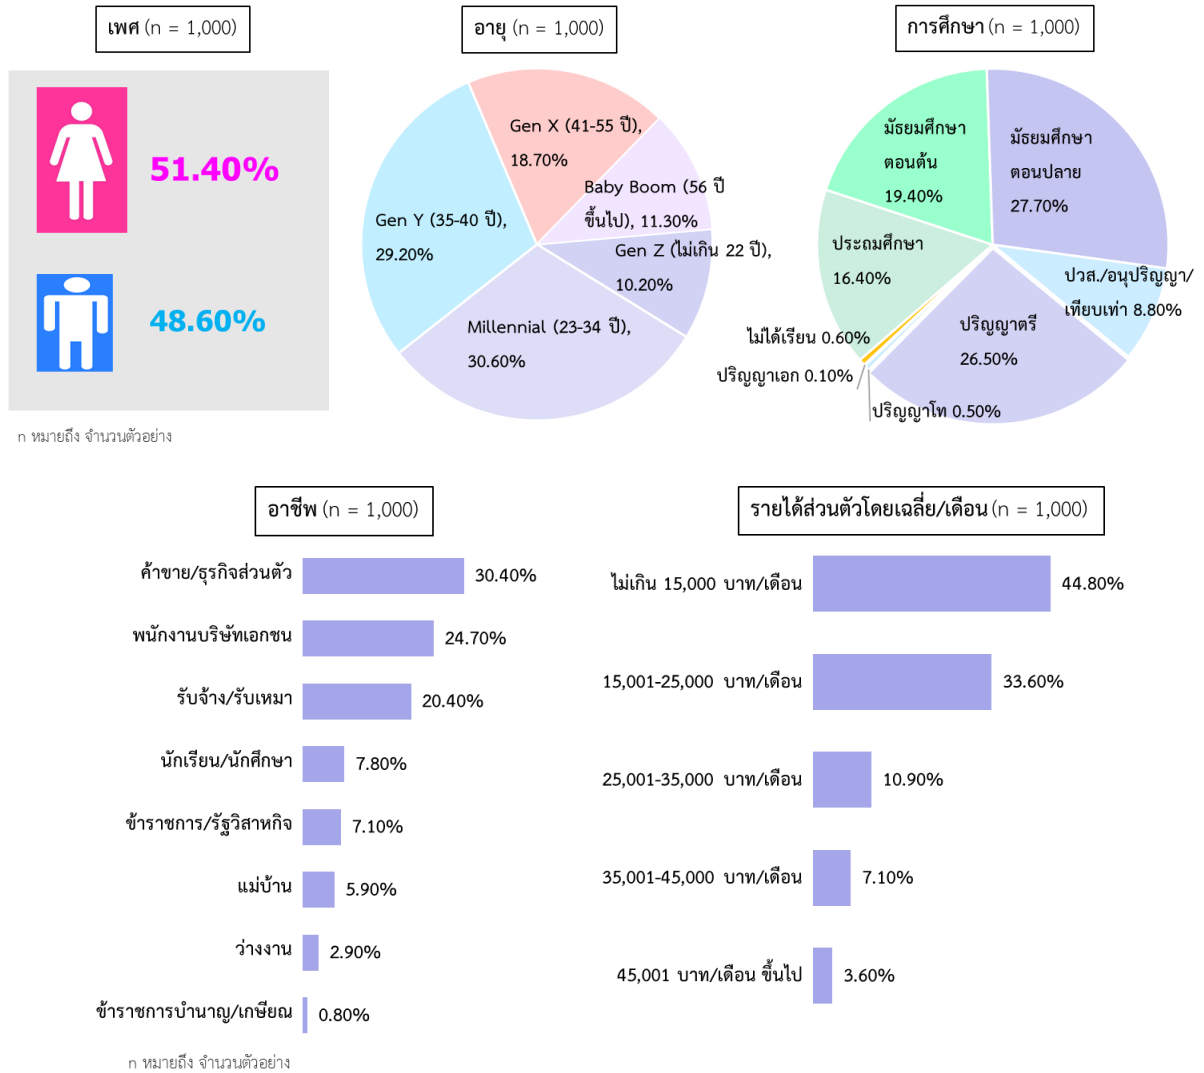 เพศ (n = 1,000)
51.40%
48.60%
n หมายถึง จำนวนตัวอย่าง
อายุ (n = 1,000)
Gen X (41-55 ปี),
18.70%
Baby Boom (56 ปี
ขึ้นไป), 11.30%
Gen Y (35-40 ปี),
29.20%
Gen Z (ไม่เกิน 22 ปี),
10.20%
Millennial (23-34 ปี),
30.60%
การศึกษา (n = 1,000)
มัธยมศึกษา
ตอนต้น
19.40%
มัธยมศึกษา
ตอนปลาย
27.70%
ประถมศึกษา
16.40%
ปวส./อนุปริญญา/
เทียบเท่า 8.80%
ปริญญาตรี
26.50%
ไม่ได้เรียน 0.60%
ปริญญาเอก 0.10%
ปริญญาโท 0.50%
อาชีพ (n = 1,000)
ค้าขาย/ธุรกิจส่วนตัว 30.40%
พนักงานบริษัทเอกชน 24.70%
รับจ้าง/รับเหมา 20.40%
นักเรียน/นักศึกษา 7.80%
ข้าราชการ/รัฐวิสาหกิจ 7.10%
แม่บ้าน 5.90%
ว่างงาน 2.90%
ข้าราชการบำนาญ/เกษียณ 0.80%
n หมายถึง จำนวนตัวอย่าง
รายได้ส่วนตัวโดยเฉลี่ย/เดือน (n = 1,000)
ไม่เกิน 15,000 บาท/เดือน 44.80%
15,001-25,000 บาท/เดือน 33.60%
25,001-35,000 บาท/เดือน 10.90%
35,001-45,000 บาท/เดือน 7.10%
45,001 บาท/เดือน ขึ้นไป 3.60%